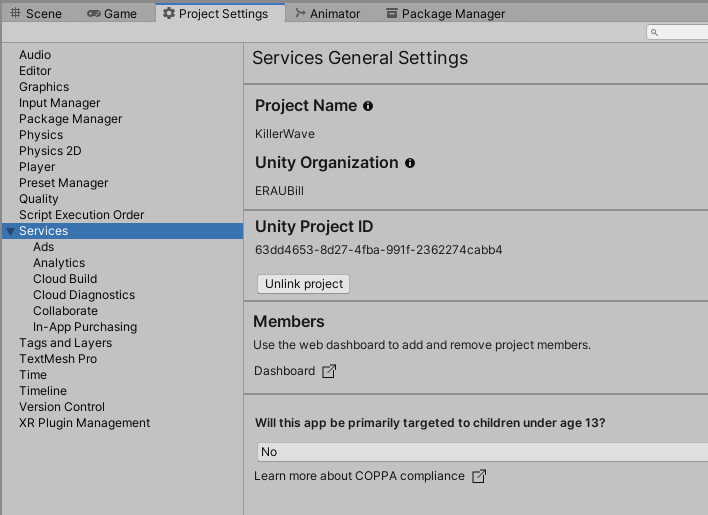 Scene Game Project Settings Animator Package Manager
Audio
Editor
Graphics
Input Manager
Package Manager
Physics
Physics 2D
Player
Preset Manager
Quality
Script Execution Order
Services
Ads
Analytics
Cloud Build
Cloud Diagnostics
Collaborate
In-App Purchasing
Tags and Layers
TextMesh Pro
Time
Timeline
Version Control
XR Plugin Management
Services General Settings
Project Name
KillerWave
Unity Organization
ERAUBill
Unity Project ID
63dd4653-8d27-4fba-991f-2362274cabb4
Unlink project
Members
Use the web dashboard to add and remove project members.
Dashboard
Will this app be primarily targeted to children under age 13?
No
Learn more about COPPA compliance